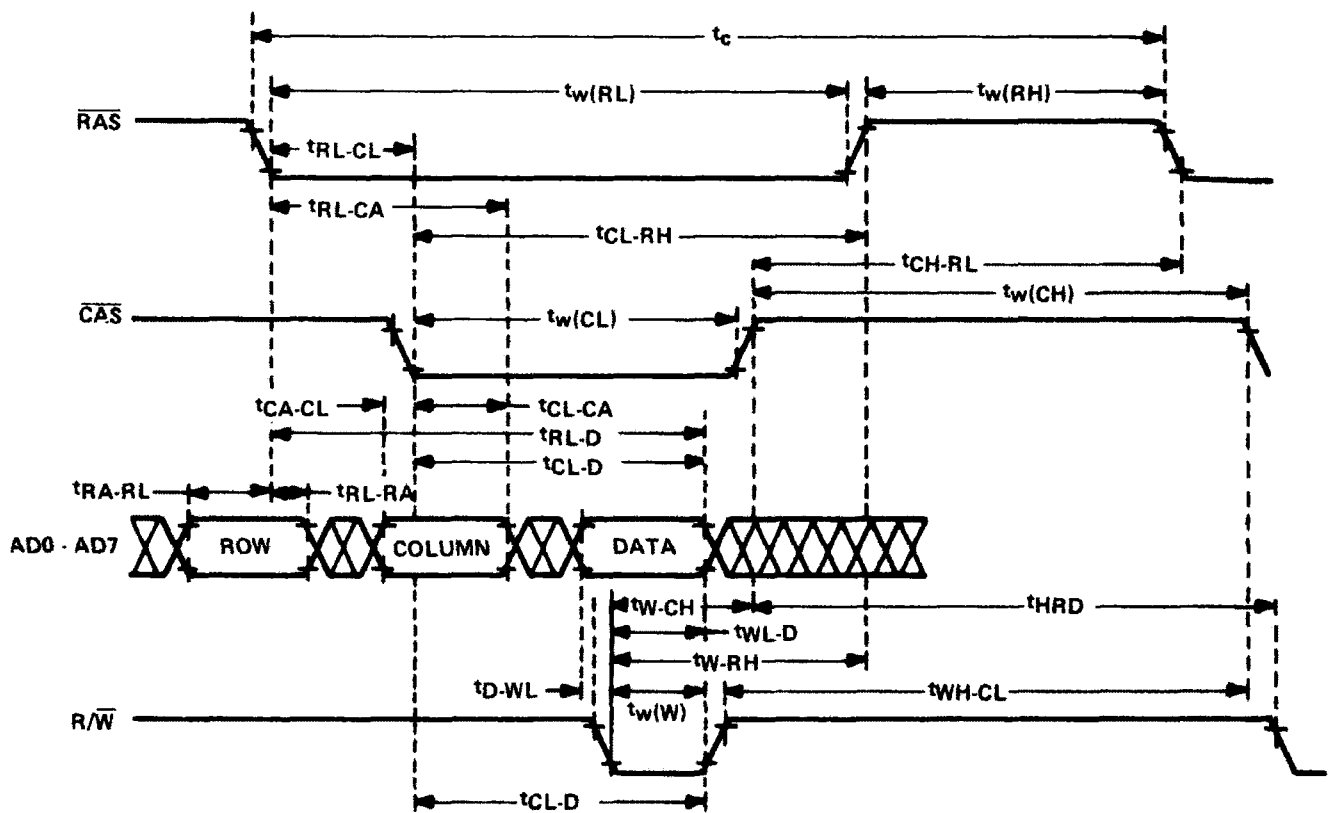 tc
tw(RL)
tw(RH)
RAS
tRL-CL
tRL-CA
tCL-RH
tCH-RL
tw(CH)
CAS
tw(CL)
tCA-CL
tCL-CA
tRL-D
tCL-D
tRA-RL
tRL-RA
AD0 - AD7
ROW
COLUMN
DATA
tW-CH
tHRD
tWL-D
tW-RH
tD-WL
tWH-CL
tw(W)
R/W
tCL-D